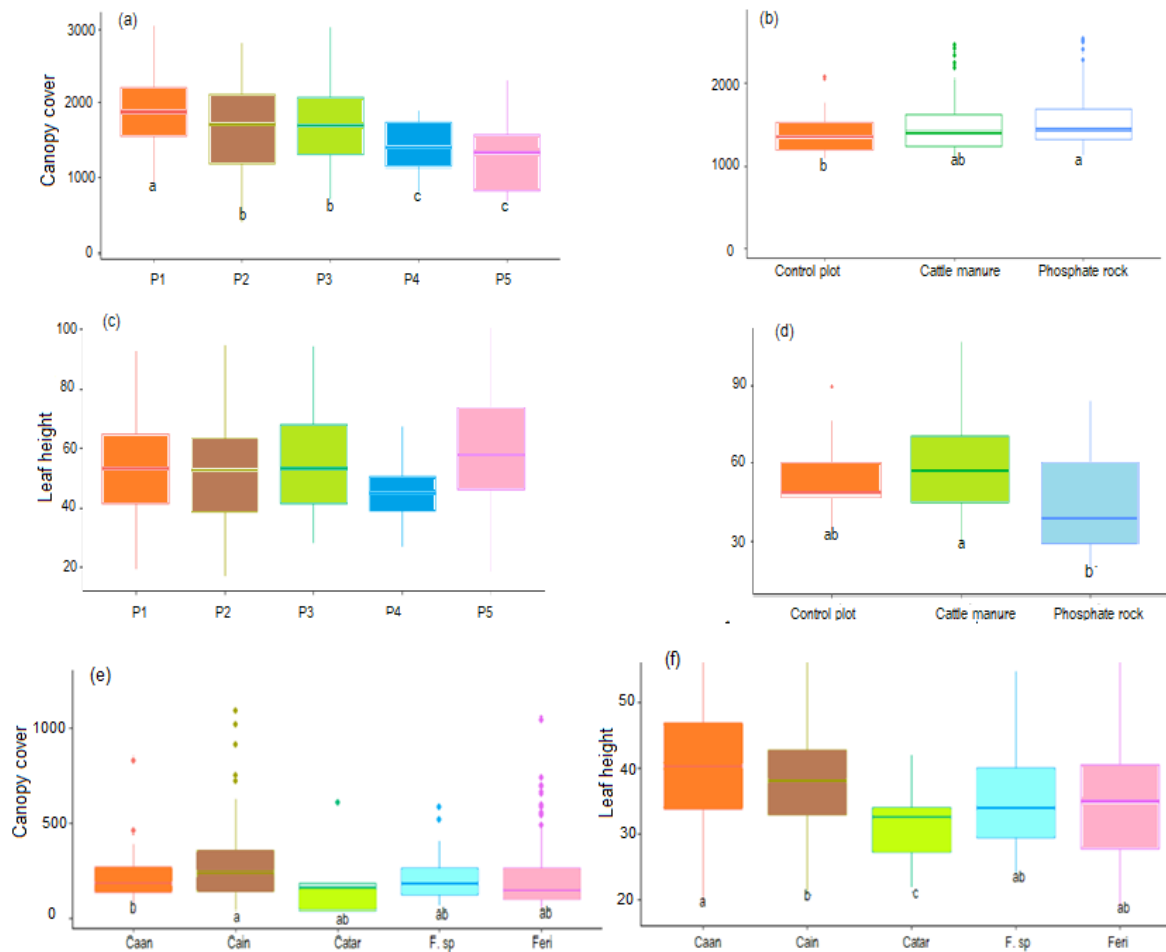 (a)
Canopy cover
3000
2000
1000
0
a b b c c
P1 P2 P3 P4 P5
(b)
2000
1000
0
b ab a
Control plot Cattle manure Phosphate rock
(c)
Leaf height
100
80
60
40
20
P1 P2 P3 P4 P5
(d)
90
60
30
ab a b
Control plot Cattle manure Phosphate rock
(e)
Canopy cover
1000
500
0
b a ab ab ab
Caan Cain Catar F. sp Feri
(f)
Leaf height
50
40
30
20
a b c ab ab
Caan Cain Catar F. sp Feri